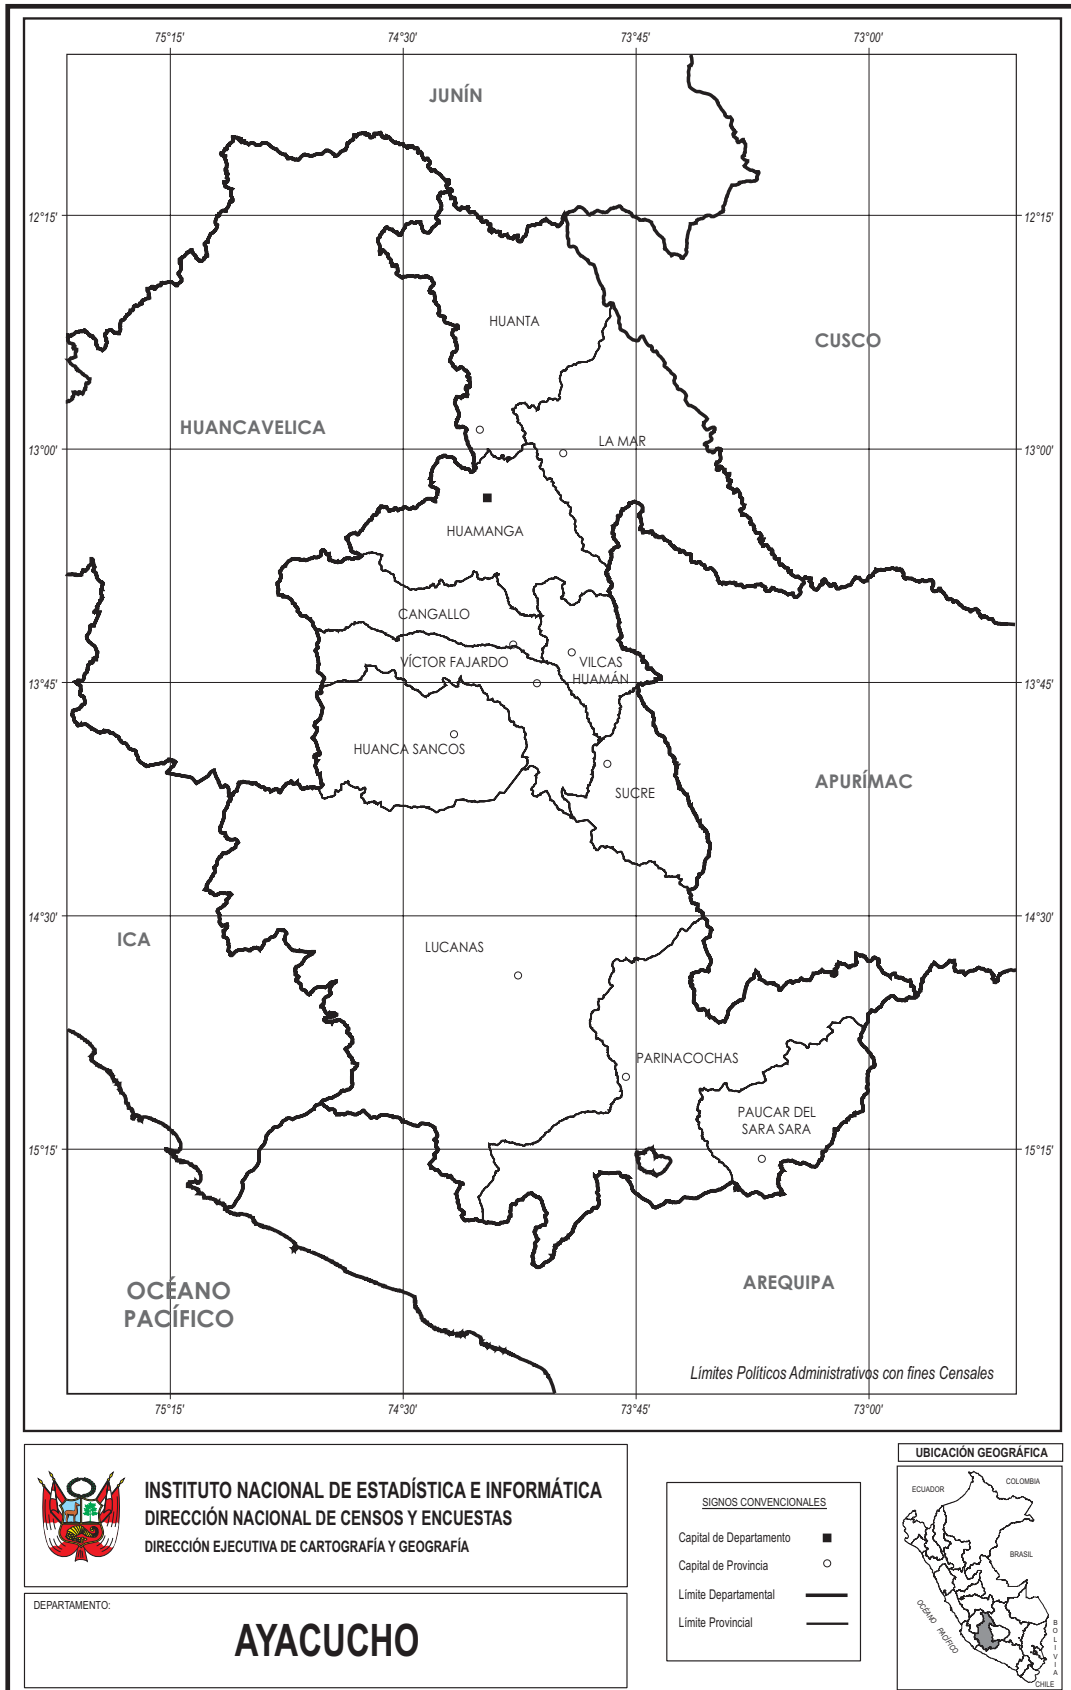 75°15'
74°30'
73°45'
73°00'
JUNÍN
12°15'
12°15'
HUANTA
CUSCO
HUANCAVELICA
LA MAR
13°00'
13°00'
HUAMANGA
CANGALLO
VÍCTOR FAJARDO
VILCAS
HUAMÁN
13°45'
13°45'
HUANCA SANCOS
SUCRE
APURÍMAC
14°30'
14°30'
ICA
LUCANAS
PARINACOCHAS
PAUCAR DEL
SARA SARA
15°15'
15°15'
OCÉANO
PACÍFICO
AREQUIPA
Límites Políticos Administrativos con fines Censales
75°15'
74°30'
73°45'
73°00'
INSTITUTO NACIONAL DE ESTADÍSTICA E INFORMÁTICA
DIRECCIÓN NACIONAL DE CENSOS Y ENCUESTAS
DIRECCIÓN EJECUTIVA DE CARTOGRAFÍA Y GEOGRAFÍA
DEPARTAMENTO:
AYACUCHO
SIGNOS CONVENCIONALES
Capital de Departamento
Capital de Provincia
Límite Departamental
Límite Provincial
UBICACIÓN GEOGRÁFICA
COLOMBIA
ECUADOR
BRASIL
OCÉANO PACÍFICO
BOLIVIA
CHILE